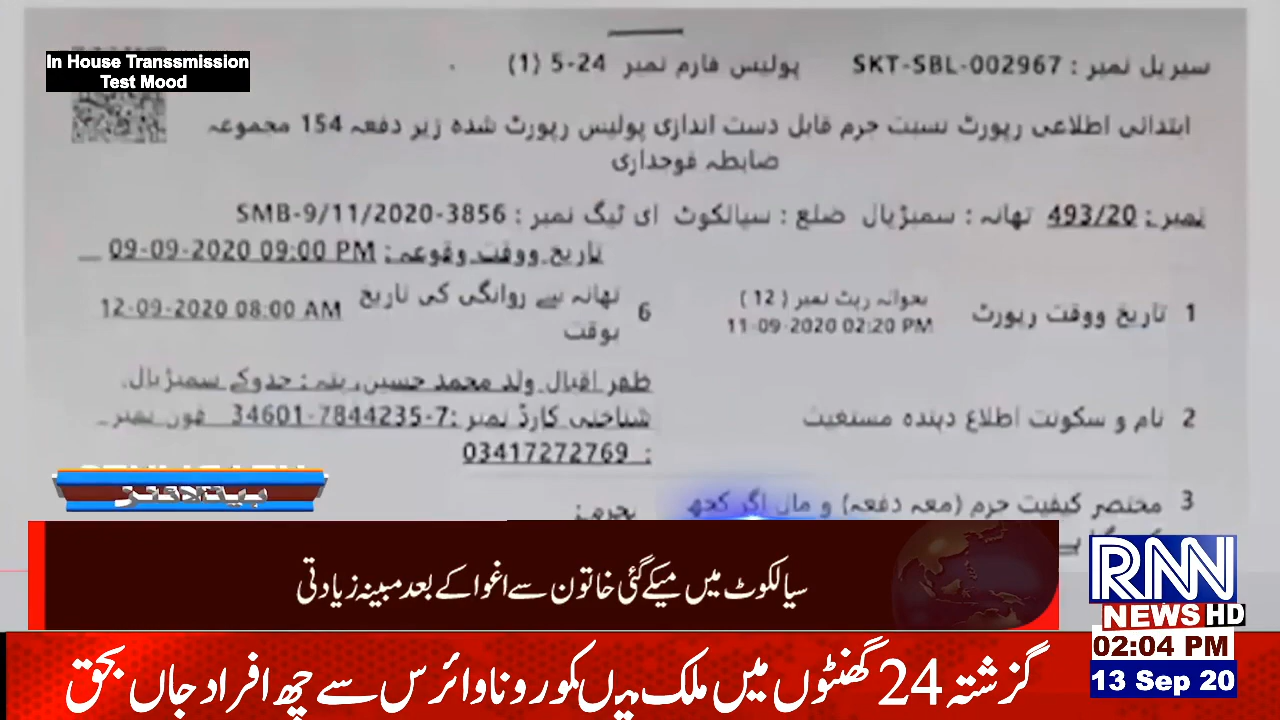 In House Transsmission
Test Mood
سیریل نمبر : SKT-SBL-002967 پولیس فارم نمبر 24-5 (1)
ابتدائی اطلاعی رپورٹ نسبت جرم قابل دست اندازی پولیس رپورٹ شدہ زیر دفعہ 154 مجموعہ
ضابطہ فوجداری
نمبر : 493/20 تھانہ : سمبڑیال ضلع : سیالکوٹ ای ٹیگ نمبر : SMB-9/11/2020-3856
تاریخ ووقت وقوعہ : 09-09-2020 09:00 PM
1 تاریخ ووقت رپورٹ بحوالہ رپٹ نمبر ( 12 ) 11-09-2020 02:20 PM
6 تھانہ سے روانگی کی تاریخ بوقت 12-09-2020 08:00 AM
2 نام و سکونت اطلاع دہندہ مستغیث
ظفر اقبال ولد محمد حسین، پتہ : جدوکے سمبڑیال،
شناختی کارڈ نمبر :7-7844235-34601 فون نمبر
: 03417272769
3 مختصر کیفیت جرم (معہ دفعہ) و مال اگر کچھ
بجرم :
ہیڈلائنز
سیالکوٹ میں میکے گئی خاتون سے اغوا کے بعد مبینہ زیادتی
RNN
NEWS HD
02:04 PM
گزشتہ 24 گھنٹوں میں ملک میں کورونا وائرس سے چھ افراد جاں بحق
13 Sep 20